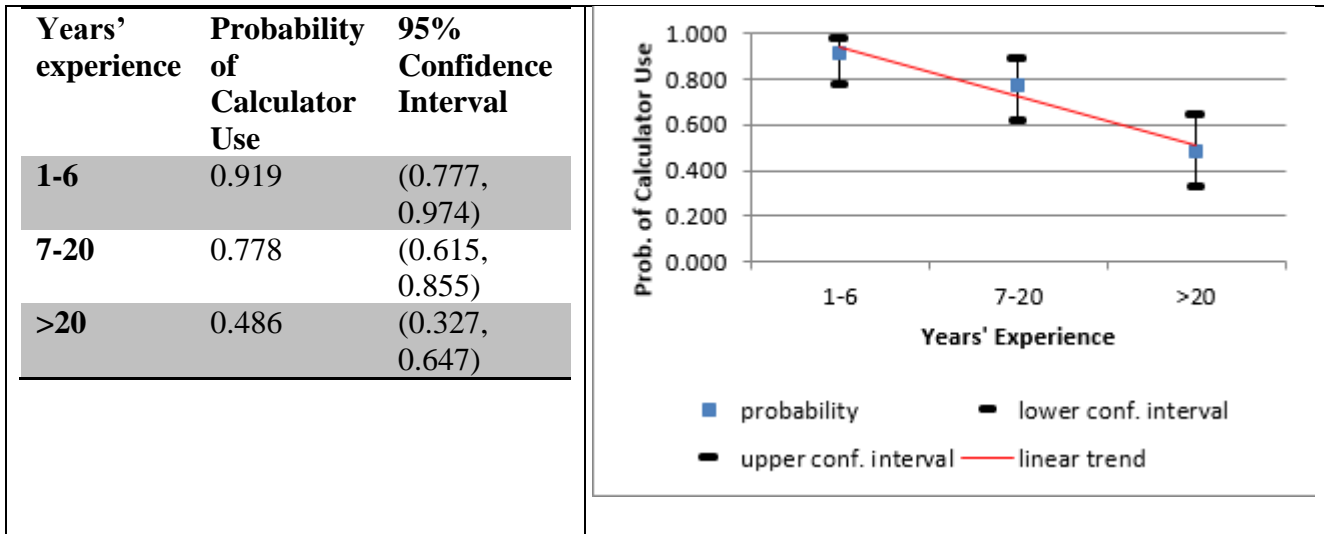 Years' experience Probability of Calculator Use 95% Confidence Interval
1-6 0.919 (0.777, 0.974)
7-20 0.778 (0.615, 0.855)
>20 0.486 (0.327, 0.647)
Prob. of Calculator Use
1.000
0.800
0.600
0.400
0.200
0.000
1-6 7-20 >20
Years' Experience
probability lower conf. interval
upper conf. interval linear trend